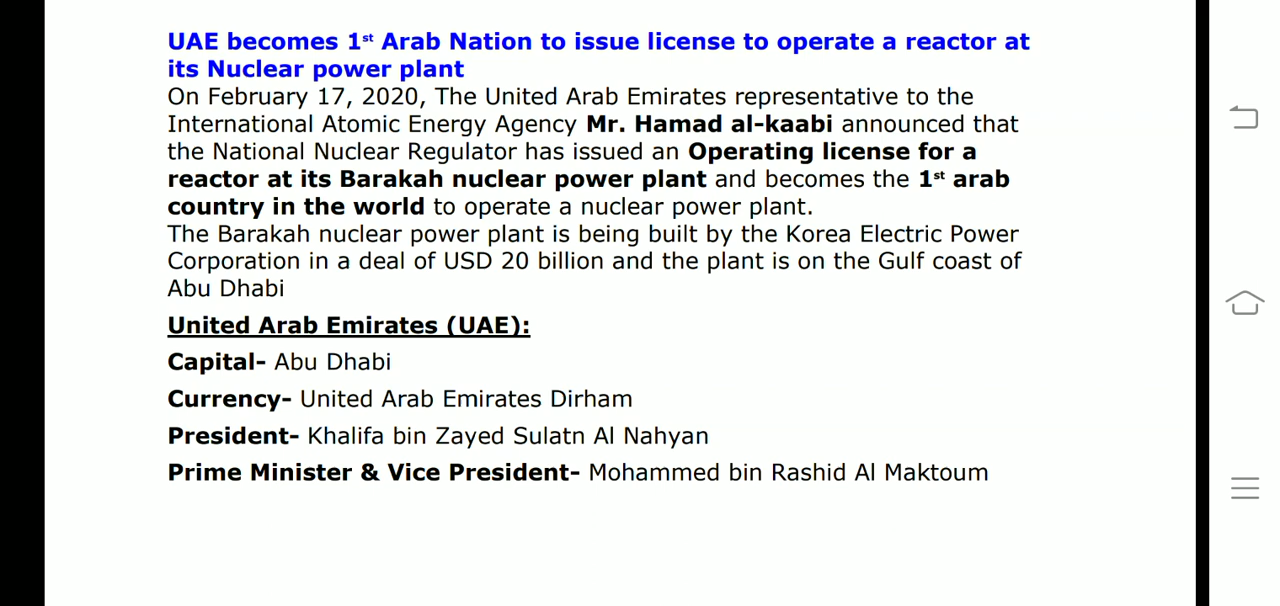 UAE becomes 1st Arab Nation to issue license to operate a reactor at
its Nuclear power plant
On February 17, 2020, The United Arab Emirates representative to the
International Atomic Energy Agency Mr. Hamad al-kaabi announced that
the National Nuclear Regulator has issued an Operating license for a
reactor at its Barakah nuclear power plant and becomes the 1st arab
country in the world to operate a nuclear power plant.
The Barakah nuclear power plant is being built by the Korea Electric Power
Corporation in a deal of USD 20 billion and the plant is on the Gulf coast of
Abu Dhabi
United Arab Emirates (UAE):
Capital- Abu Dhabi
Currency- United Arab Emirates Dirham
President- Khalifa bin Zayed Sulatn Al Nahyan
Prime Minister & Vice President- Mohammed bin Rashid Al Maktoum